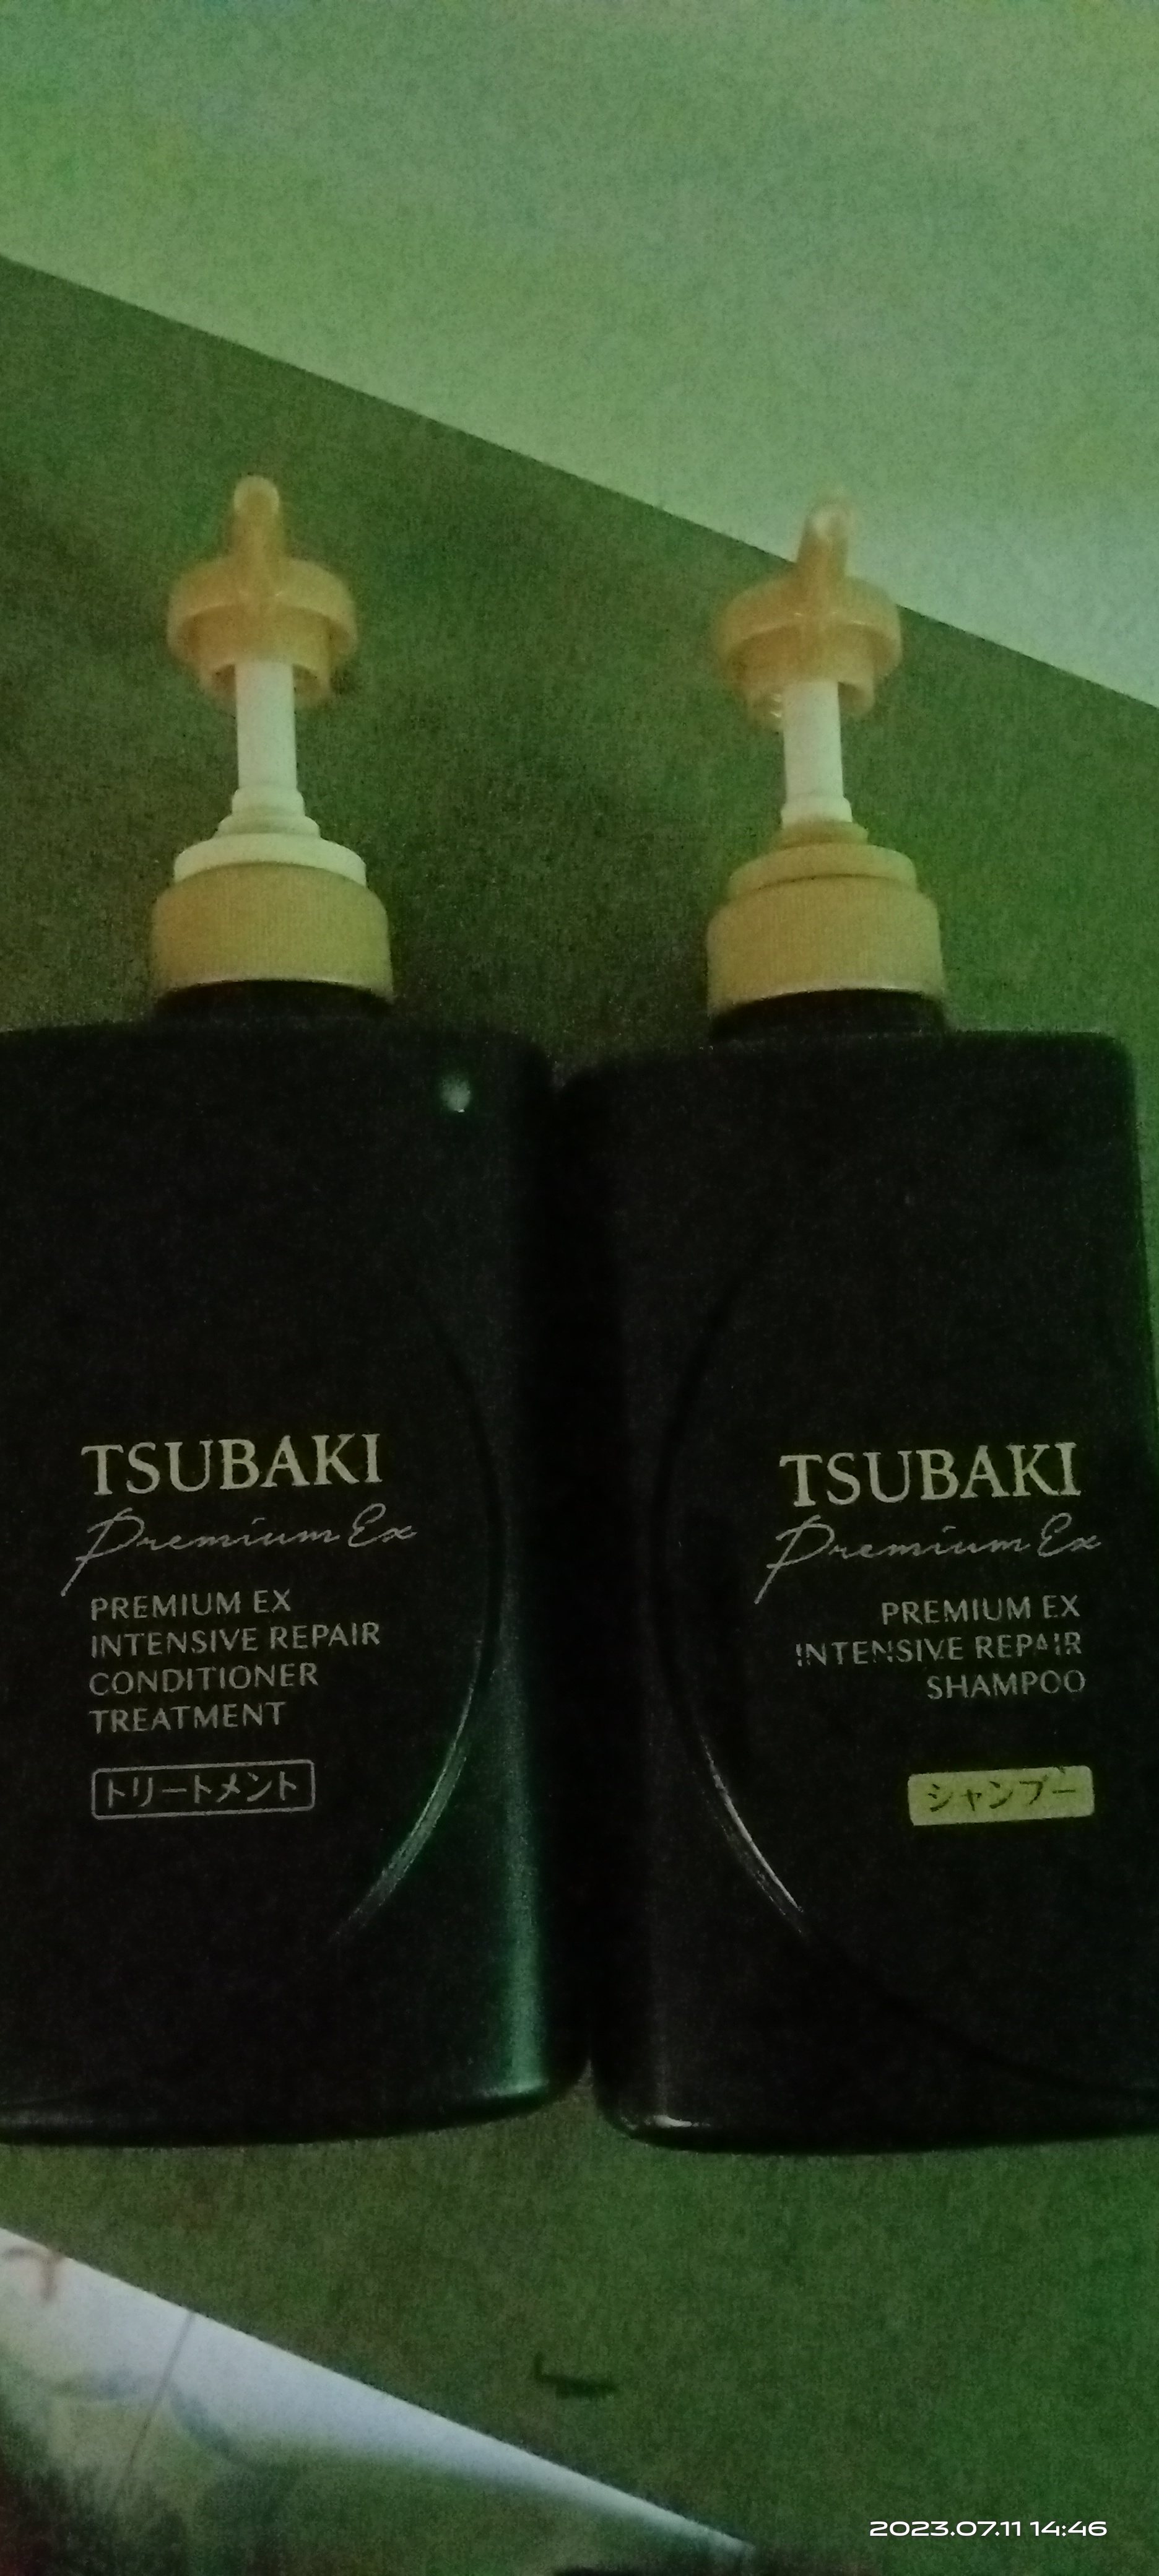 TSUBAKI
Premium Ex
PREMIUM EX
INTENSIVE REPAIR
CONDITIONER
TREATMENT
トリートメント
TSUBAKI
Premium Ex
PREMIUM EX
INTENSIVE REPAIR
SHAMPOO
シャンプー
2023.07.11 14:46